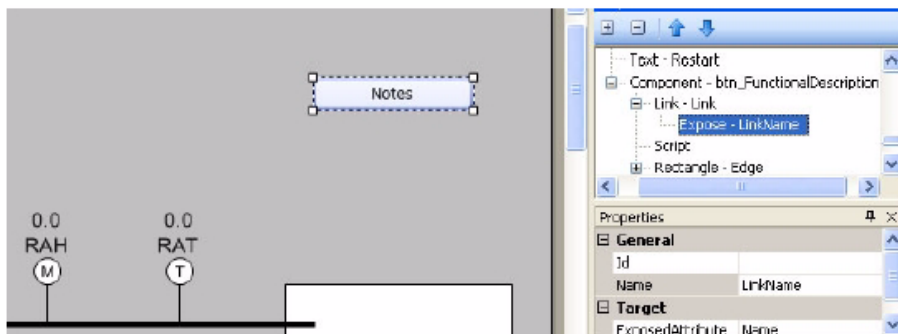 Notes
0.0
RAH
M
0.0
RAT
T
Text - Restart
Component - btn_FunctionalDescription
Link - Link
Expose - LinkName
Script
Rectangle - Edge
Properties
General
Id
Name LinkName
Target
ExposedAttribute Name